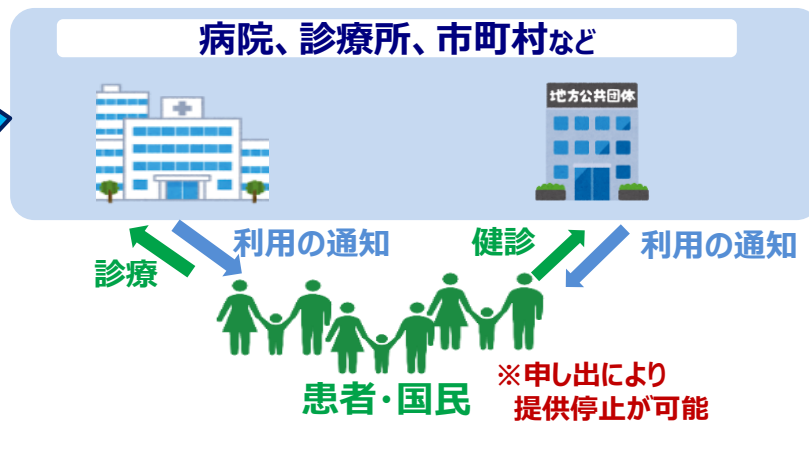 病院、診療所、市町村など
地方公共団体
利用の通知
健診
利用の通知
診療
患者・国民
※申し出により
提供停止が可能